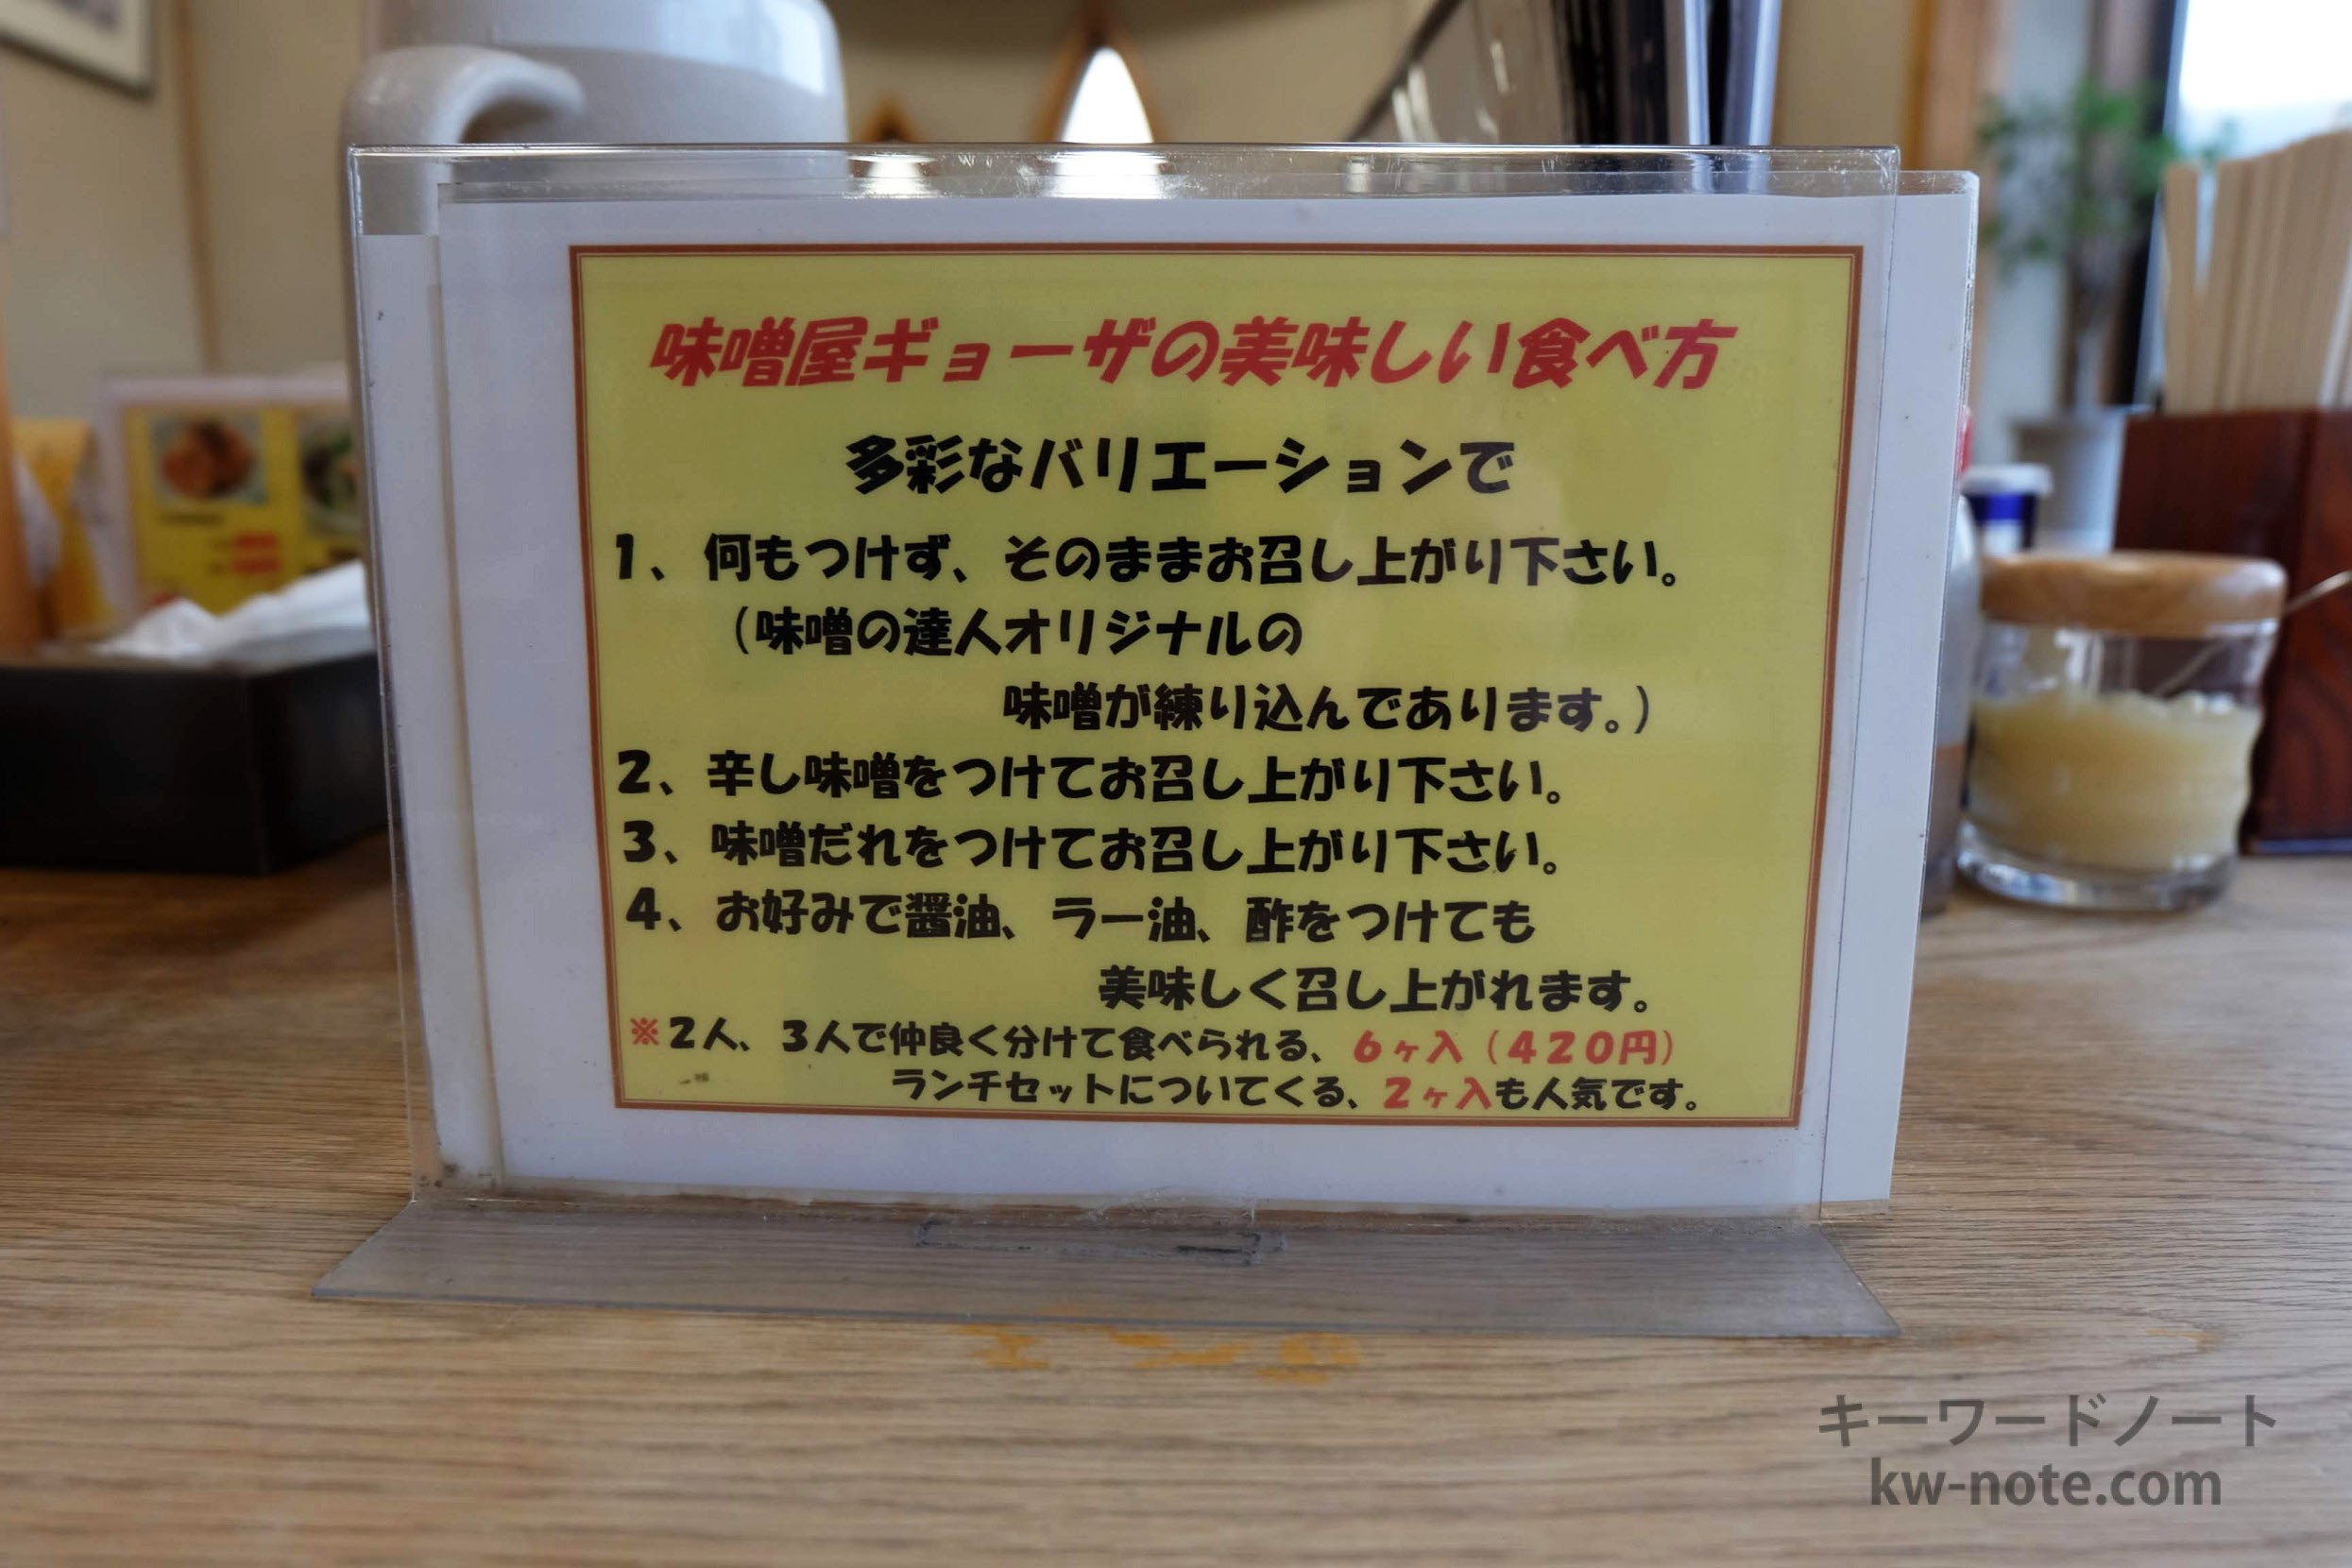 味噌屋ギョーザの美味しい食べ方
多彩なバリエーションで
1、何もつけず、そのままお召し上がり下さい。
（味噌の達人オリジナルの
味噌が練り込んであります。）
2、辛し味噌をつけてお召し上がり下さい。
3、味噌だれをつけてお召し上がり下さい。
4、お好みで醤油、ラー油、酢をつけても
美味しく召し上がれます。
※2人、3人で仲良く分けて食べられる、6ヶ入（420円）
ランチセットについてくる、2ヶ入も人気です。
キーワードノート
kw-note.com